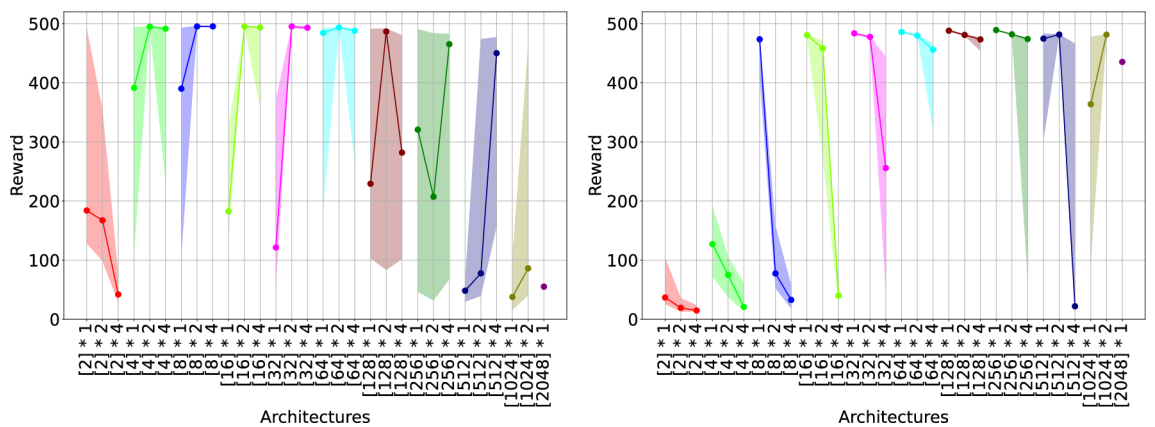 500
400
300
200
100
0
Reward
[2] * 1
[2] * 2
[2] * 4
[4] * 1
[4] * 2
[4] * 4
[8] * 1
[8] * 2
[8] * 4
[16] * 1
[16] * 2
[16] * 4
[32] * 1
[32] * 2
[32] * 4
[64] * 1
[64] * 2
[64] * 4
[128] * 1
[128] * 2
[128] * 4
[256] * 1
[256] * 2
[256] * 4
[512] * 1
[512] * 2
[512] * 4
[1024] * 1
[1024] * 2
[2048] * 1
Architectures
500
400
300
200
100
0
Reward
[2] * 1
[2] * 2
[2] * 4
[4] * 1
[4] * 2
[4] * 4
[8] * 1
[8] * 2
[8] * 4
[16] * 1
[16] * 2
[16] * 4
[32] * 1
[32] * 2
[32] * 4
[64] * 1
[64] * 2
[64] * 4
[128] * 1
[128] * 2
[128] * 4
[256] * 1
[256] * 2
[256] * 4
[512] * 1
[512] * 2
[512] * 4
[1024] * 1
[1024] * 2
[2048] * 1
Architectures